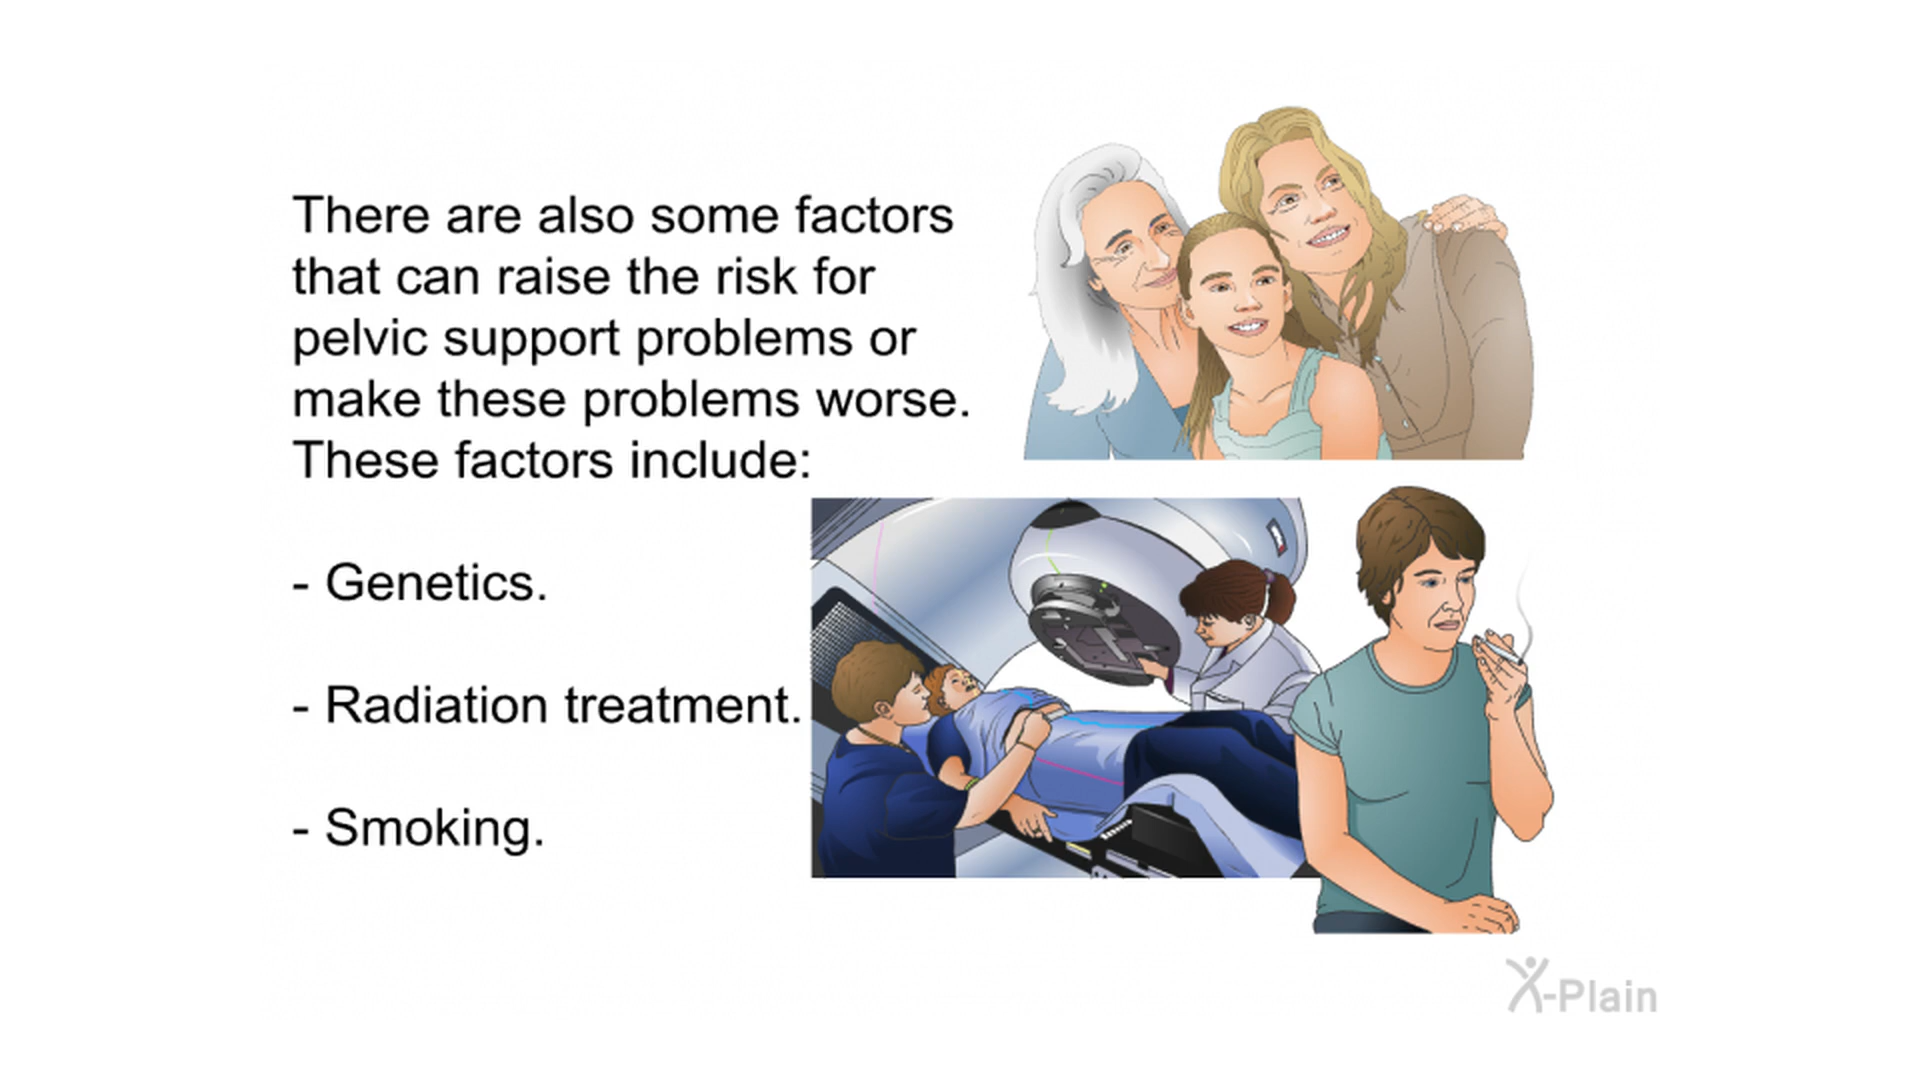 There are also some factors
that can raise the risk for
pelvic support problems or
make these problems worse.
These factors include:
- Genetics.
- Radiation treatment.
- Smoking.
X-Plain